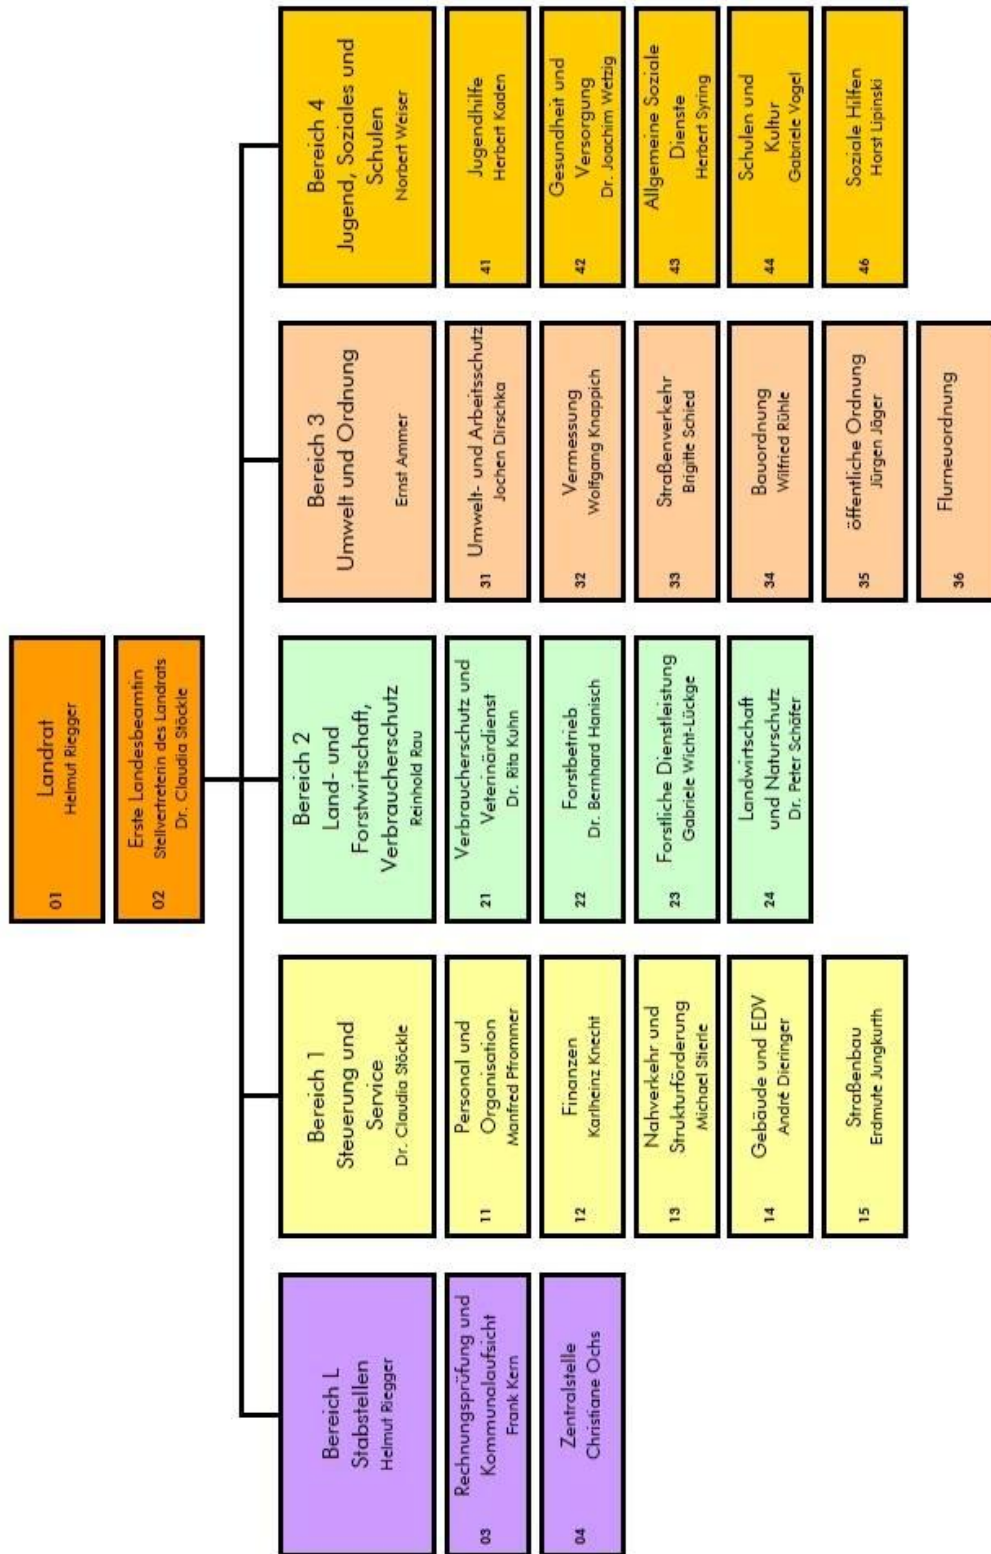 Landrat
Helmut Riegger
01
Erste Landesbeamtin
Stellvertreterin des Landrats
Dr. Claudia Stöckle
02
Bereich L
Stabstellen
Helmut Riegger
Rechnungsprüfung und
Kommunalaufsicht
Frank Kern
03
Zentralstelle
Christiane Ochs
04
Bereich 1
Steuerung und
Service
Dr. Claudia Stöckle
Personal und
Organisation
Manfred Pfrommer
11
Finanzen
Karlheinz Knecht
12
Nahverkehr und
Strukturförderung
Michael Stierle
13
Gebäude und EDV
André Dieringer
14
Straßenbau
Erdmute Jungkurth
15
Bereich 2
Land- und
Forstwirtschaft,
Verbraucherschutz
Reinhold Rau
Verbraucherschutz und
Veterinärdienst
Dr. Rita Kuhn
21
Forstbetrieb
Dr. Bernhard Hanisch
22
Forstliche Dienstleistung
Gabriele Wicht-Lückge
23
Landwirtschaft
und Naturschutz
Dr. Peter Schäfer
24
Bereich 3
Umwelt und Ordnung
Ernst Ammer
Umwelt- und Arbeitsschutz
Jochen Dirschka
31
Vermessung
Wolfgang Knappich
32
Straßenverkehr
Brigitte Schied
33
Bauordnung
Wilfried Rühle
34
öffentliche Ordnung
Jürgen Jäger
35
Flurneuordnung
36
Bereich 4
Jugend, Soziales und
Schulen
Norbert Weiser
Jugendhilfe
Herbert Kaden
41
Gesundheit und
Versorgung
Dr. Joachim Wetzig
42
Allgemeine Soziale
Dienste
Herbert Syring
43
Schulen und
Kultur
Gabriele Vogel
44
Soziale Hilfen
Horst Lipinski
46